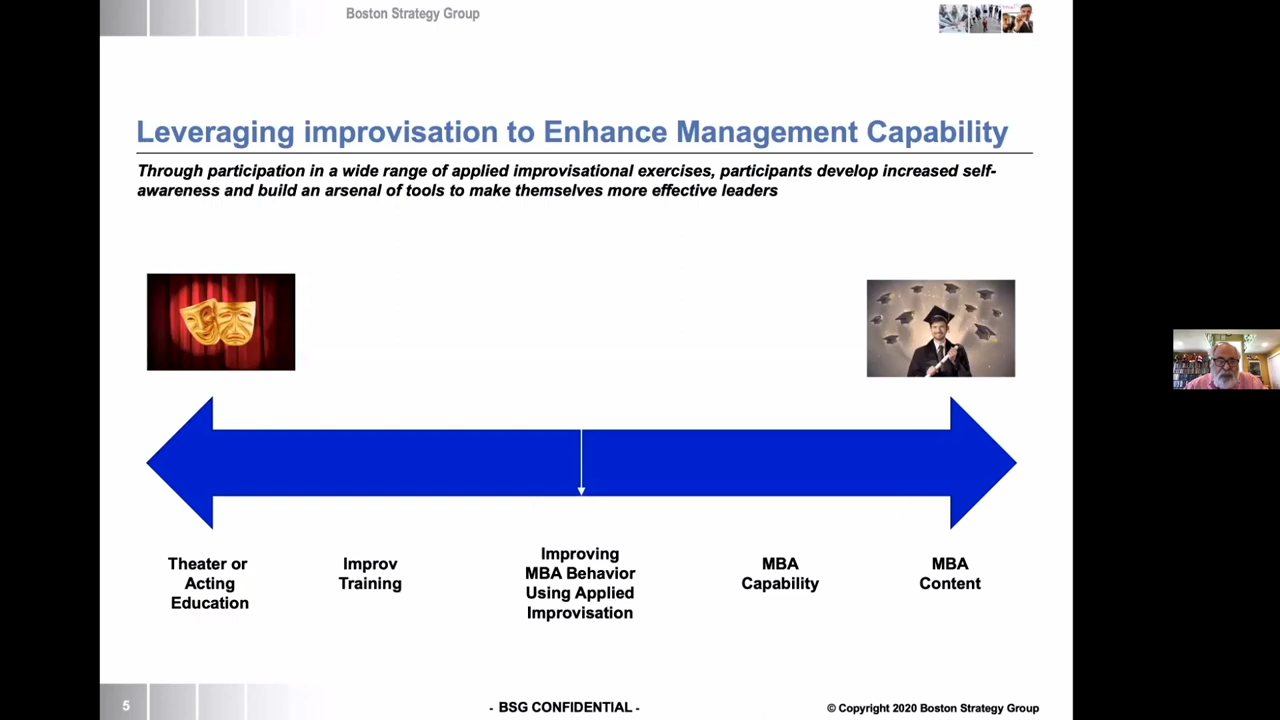 Boston Strategy Group
Leveraging improvisation to Enhance Management Capability
Through participation in a wide range of applied improvisational exercises, participants develop increased self-
awareness and build an arsenal of tools to make themselves more effective leaders
Theater or
Acting
Education
Improv
Training
Improving
MBA Behavior
Using Applied
Improvisation
MBA
Capability
MBA
Content
5
- BSG CONFIDENTIAL -
© Copyright 2020 Boston Strategy Group